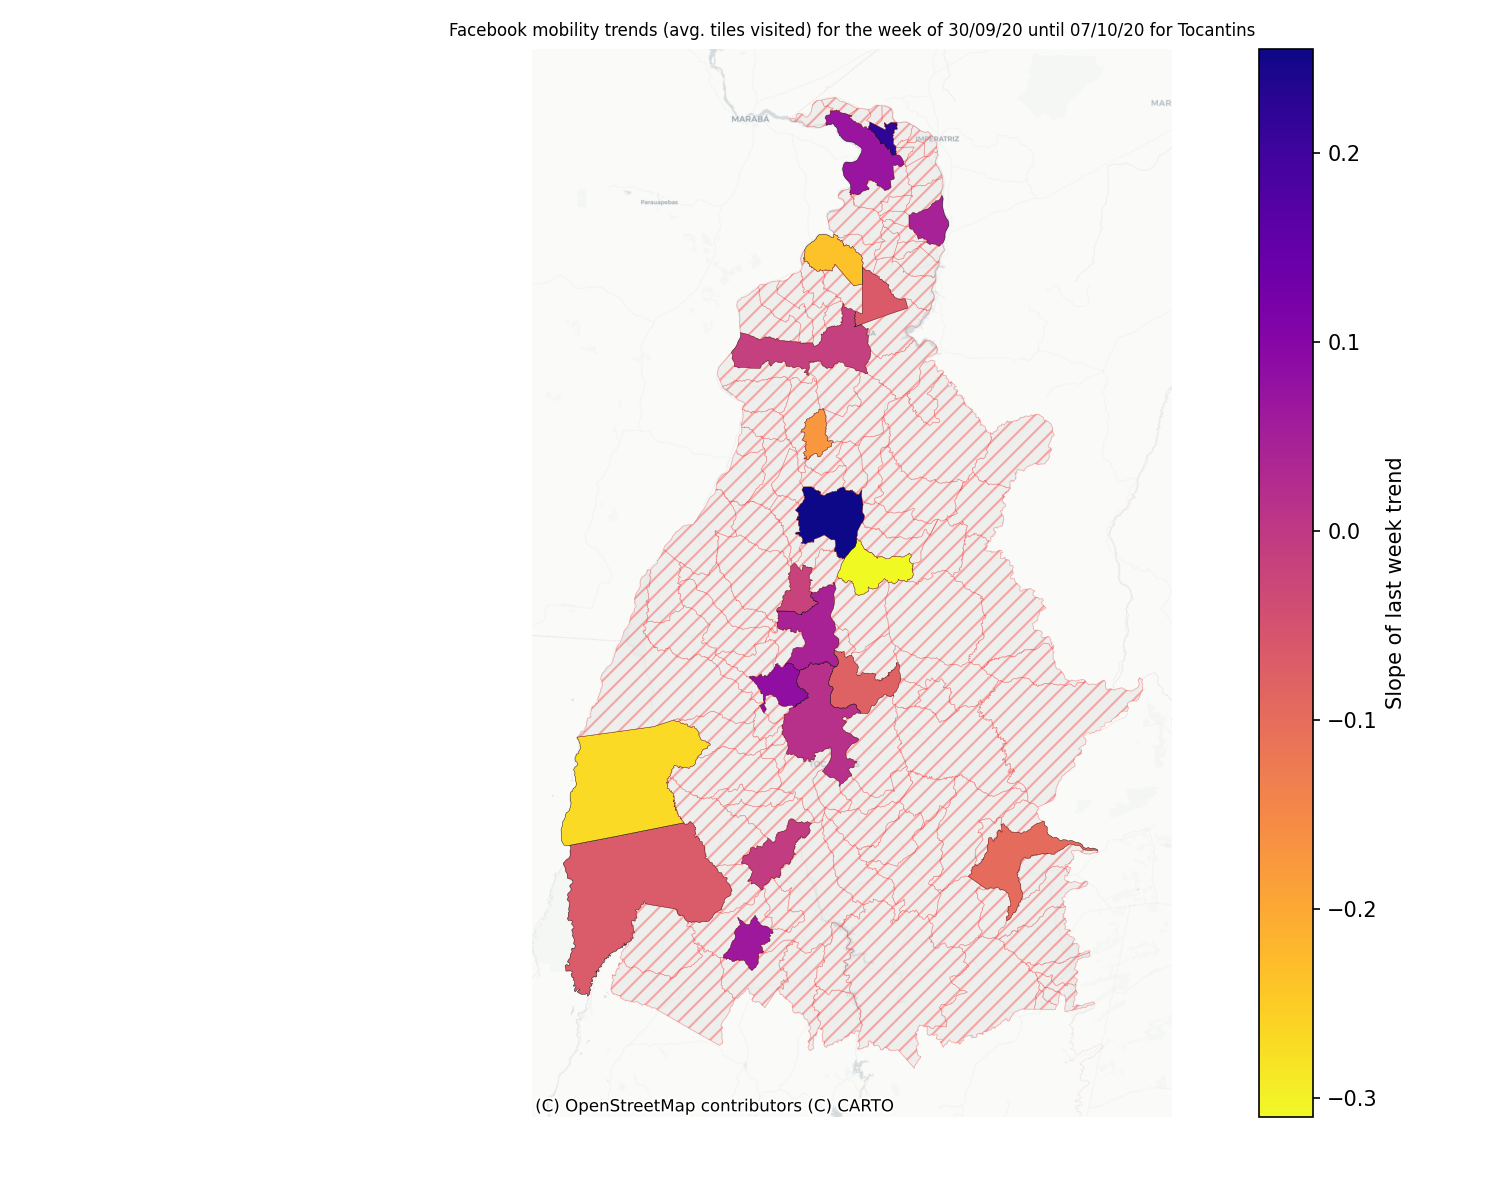 Facebook mobility trends (avg. tiles visited) for the week of 30/09/20 until 07/10/20 for Tocantins
MAR
MARABÁ
IMPERATRIZ
Parauapebas
0.2
0.1
0.0
−0.1
−0.2
−0.3
Slope of last week trend
(C) OpenStreetMap contributors (C) CARTO